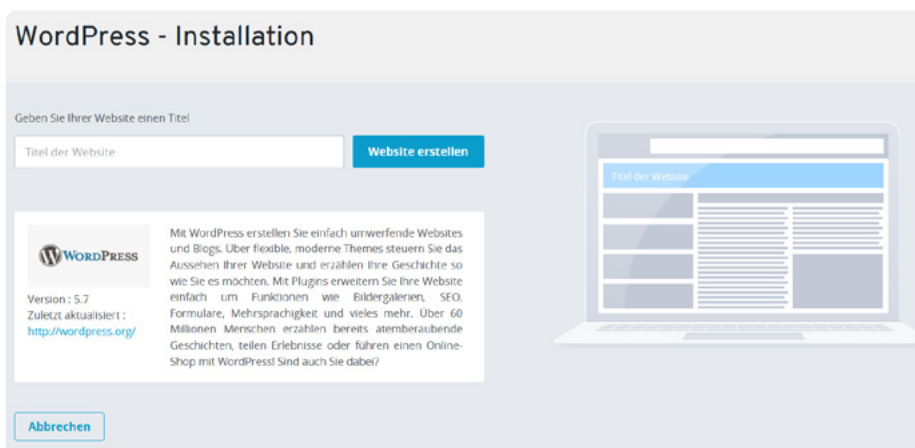 WordPress - Installation
Geben Sie Ihrer Website einen Titel
Titel der Website
Website erstellen
Titel der Website
WORDPRESS
Version : 5.7
Zuletzt aktualisiert :
http://wordpress.org/
Mit WordPress erstellen Sie einfach umwerfende Websites
und Blogs. Über flexible, moderne Themes steuern Sie das
Aussehen Ihrer Website und erzählen Ihre Geschichte so
wie Sie es möchten. Mit Plugins erweitern Sie Ihre Website
einfach um Funktionen wie Bildergalerien, SEO,
Formulare, Mehrsprachigkeit und vieles mehr. Über 60
Millionen Menschen erzählen bereits atemberaubende
Geschichten, teilen Erlebnisse oder führen einen Online-
Shop mit WordPress! Sind auch Sie dabei?
Abbrechen